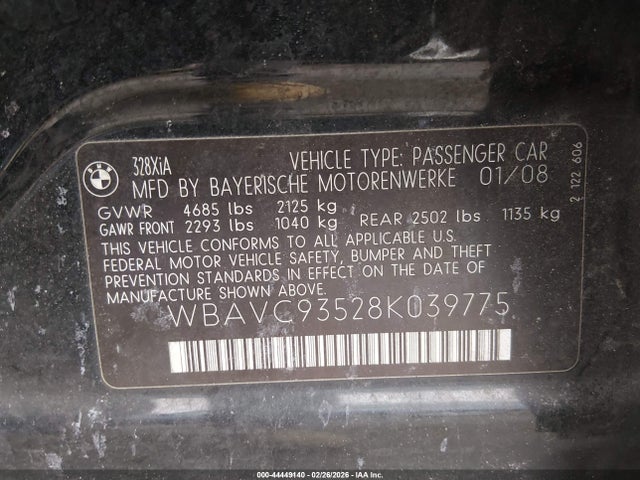 BMW
328XiA
VEHICLE TYPE: PASSENGER CAR
MFD BY BAYERISCHE MOTORENWERKE 01/08
GVWR 4685 lbs 2125 kg
GAWR FRONT 2293 lbs 1040 kg REAR 2502 lbs 1135 kg
THIS VEHICLE CONFORMS TO ALL APPLICABLE U.S.
FEDERAL MOTOR VEHICLE SAFETY, BUMPER AND THEFT
PREVENTION STANDARDS IN EFFECT ON THE DATE OF
MANUFACTURE SHOWN ABOVE.
WBAVC93528K039775
2 122 606
000-44449140 - 02/26/2026 - IAA Inc.